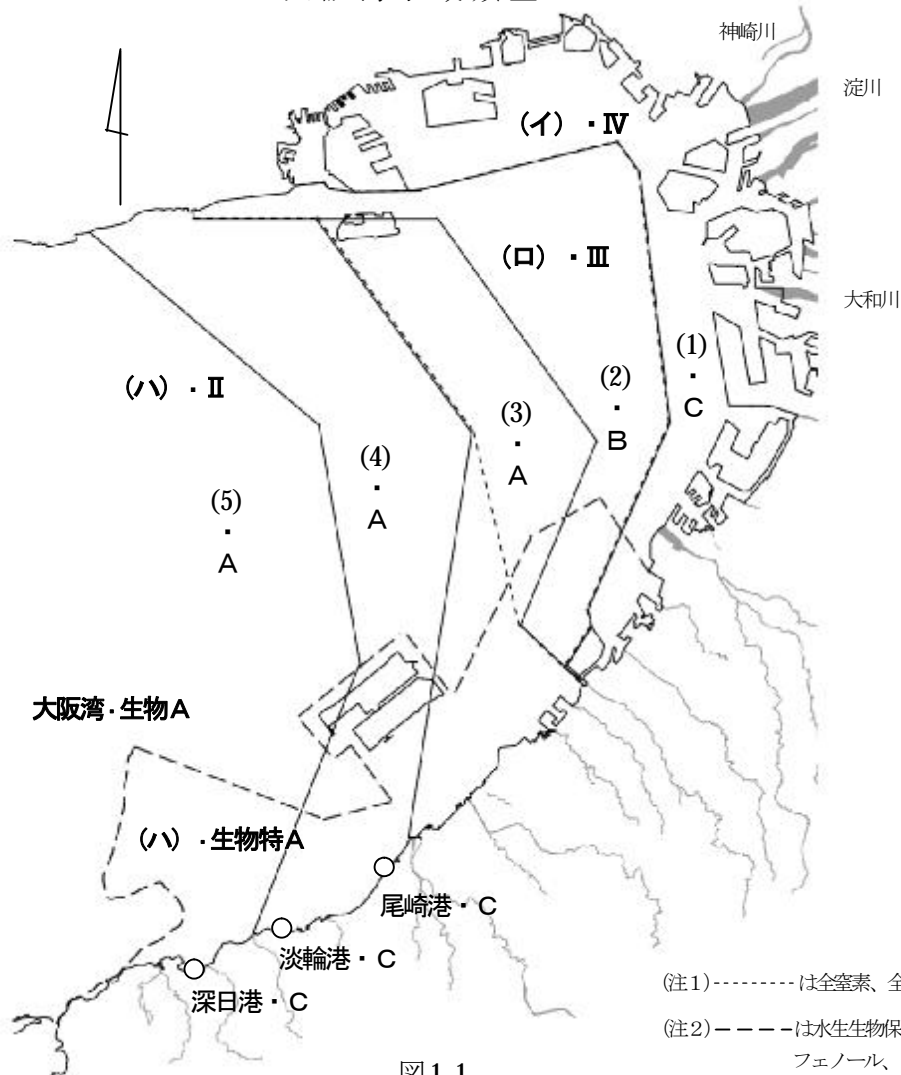 神崎川
淀川
(イ)・Ⅳ
(ロ)・Ⅲ
大和川
(1)
・
C
(2)
・
B
(ハ)・Ⅱ
(3)
・
A
(4)
・
A
(5)
・
A
大阪湾・生物A
(ハ)・生物特A
尾崎港・C
淡輪港・C
深日港・C
(注1)---------は全窒素、全
(注2)－－－－は水生生物保
フェノール、
図1.1